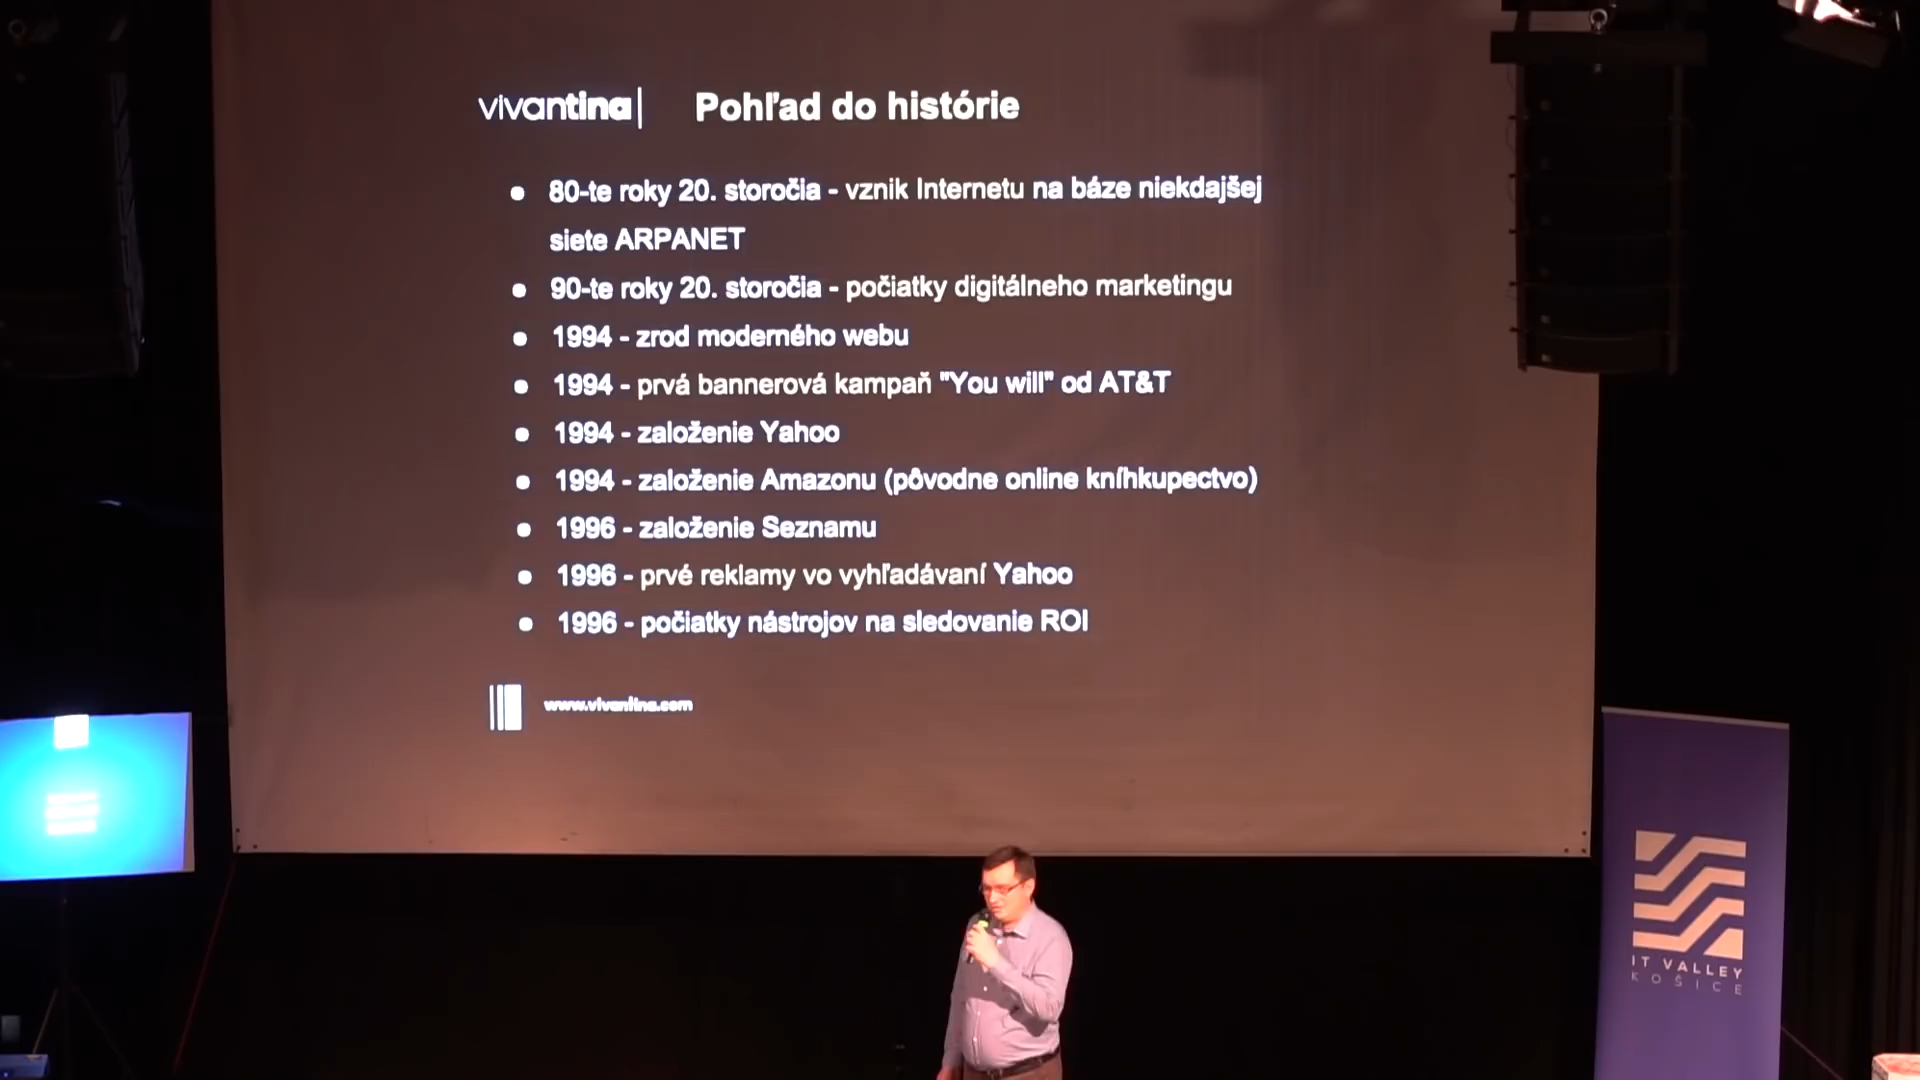 vivantina|
Pohľad do histórie
80-te roky 20. storočia - vznik Internetu na báze niekdajšej
siete ARPANET
90-te roky 20. storočia - počiatky digitálneho marketingu
1994 - zrod moderného webu
1994 - prvá bannerová kampaň "You will" od AT&T
1994 - založenie Yahoo
1994 - založenie Amazonu (pôvodne online kníhkupectvo)
1996 - založenie Seznamu
1996 - prvé reklamy vo vyhľadávaní Yahoo
1996 - počiatky nástrojov na sledovanie ROI
www.vivantina.com
IT VALLEY
KOŠICE